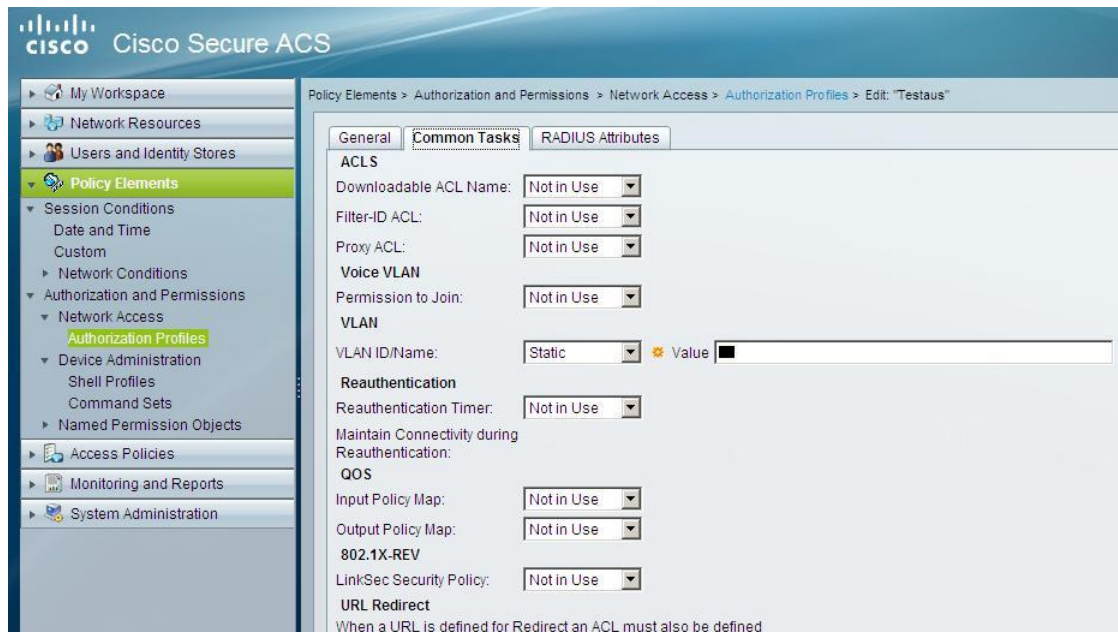 CISCO Cisco Secure ACS
My Workspace
Network Resources
Users and Identity Stores
Policy Elements
Session Conditions
Date and Time
Custom
Network Conditions
Authorization and Permissions
Network Access
Authorization Profiles
Device Administration
Shell Profiles
Command Sets
Named Permission Objects
Access Policies
Monitoring and Reports
System Administration
Policy Elements > Authorization and Permissions > Network Access > Authorization Profiles > Edit: "Testaus"
General Common Tasks RADIUS Attributes
ACLS
Downloadable ACL Name: Not in Use
Filter-ID ACL: Not in Use
Proxy ACL: Not in Use
Voice VLAN
Permission to Join: Not in Use
VLAN
VLAN ID/Name: Static Value
Reauthentication
Reauthentication Timer: Not in Use
Maintain Connectivity during
Reauthentication:
QOS
Input Policy Map: Not in Use
Output Policy Map: Not in Use
802.1X-REV
LinkSec Security Policy: Not in Use
URL Redirect
When a URL is defined for Redirect an ACL must also be defined